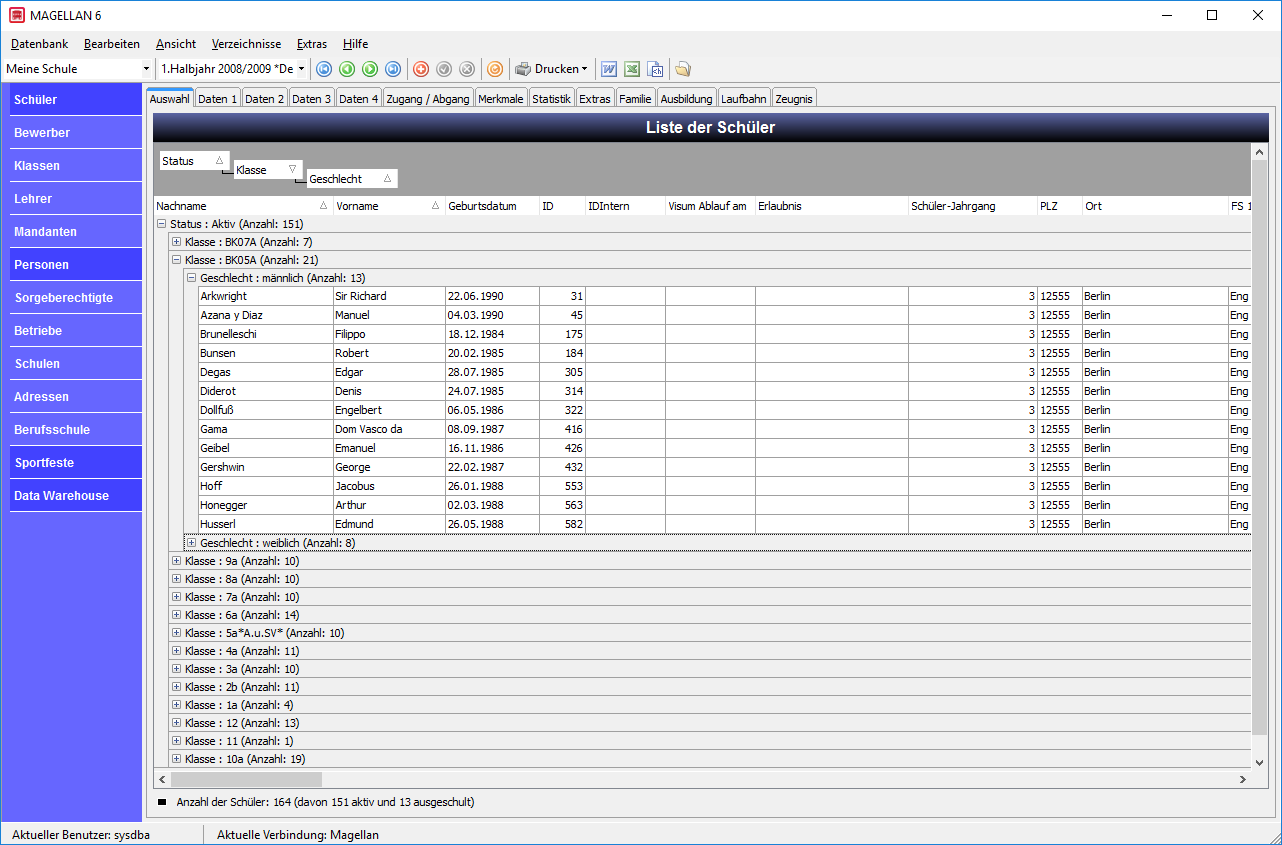 MAGELLAN 6
Datenbank Bearbeiten Ansicht Verzeichnisse Extras Hilfe
Meine Schule 1.Halbjahr 2008/2009 *De Drucken
Schüler
Bewerber
Klassen
Lehrer
Mandanten
Personen
Sorgeberechtigte
Betriebe
Schulen
Adressen
Berufsschule
Sportfeste
Data Warehouse
Auswahl Daten 1 Daten 2 Daten 3 Daten 4 Zugang / Abgang Merkmale Statistik Extras Familie Ausbildung Laufbahn Zeugnis
Liste der Schüler
Status
Klasse
Geschlecht
Nachname Vorname Geburtsdatum ID IDIntern Visum Ablauf am Erlaubnis Schüler-Jahrgang PLZ Ort FS 1
Status : Aktiv (Anzahl: 151)
Klasse : BK07A (Anzahl: 7)
Klasse : BK05A (Anzahl: 21)
Geschlecht : männlich (Anzahl: 13)
Arkwright Sir Richard 22.06.1990 31 3 12555 Berlin Eng
Azana y Diaz Manuel 04.03.1990 45 3 12555 Berlin Eng
Brunelleschi Filippo 18.12.1984 175 3 12555 Berlin Eng
Bunsen Robert 20.02.1985 184 3 12555 Berlin Eng
Degas Edgar 28.07.1985 305 3 12555 Berlin Eng
Diderot Denis 24.07.1985 314 3 12555 Berlin Eng
Dollfuß Engelbert 06.05.1986 322 3 12555 Berlin Eng
Gama Dom Vasco da 08.09.1987 416 3 12555 Berlin Eng
Geibel Emanuel 16.11.1986 426 3 12555 Berlin Eng
Gershwin George 22.02.1987 432 3 12555 Berlin Eng
Hoff Jacobus 26.01.1988 553 3 12555 Berlin Eng
Honegger Arthur 02.03.1988 563 3 12555 Berlin Eng
Husserl Edmund 26.05.1988 582 3 12555 Berlin Eng
Geschlecht : weiblich (Anzahl: 8)
Klasse : 9a (Anzahl: 10)
Klasse : 8a (Anzahl: 10)
Klasse : 7a (Anzahl: 10)
Klasse : 6a (Anzahl: 14)
Klasse : 5a*A.u.SV* (Anzahl: 10)
Klasse : 4a (Anzahl: 11)
Klasse : 3a (Anzahl: 10)
Klasse : 2b (Anzahl: 11)
Klasse : 1a (Anzahl: 4)
Klasse : 12 (Anzahl: 13)
Klasse : 11 (Anzahl: 1)
Klasse : 10a (Anzahl: 19)
Anzahl der Schüler: 164 (davon 151 aktiv und 13 ausgeschult)
Aktueller Benutzer: sysdba Aktuelle Verbindung: Magellan